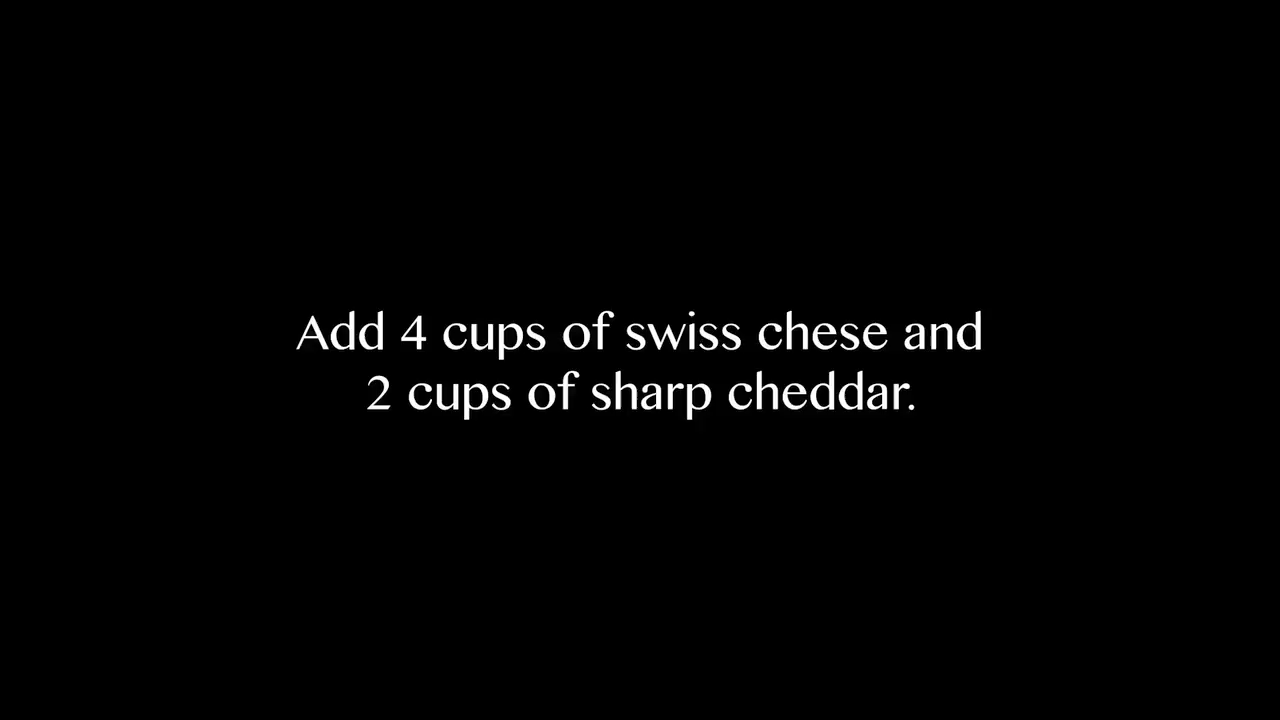 Add 4 cups of swiss chese and
2 cups of sharp cheddar.